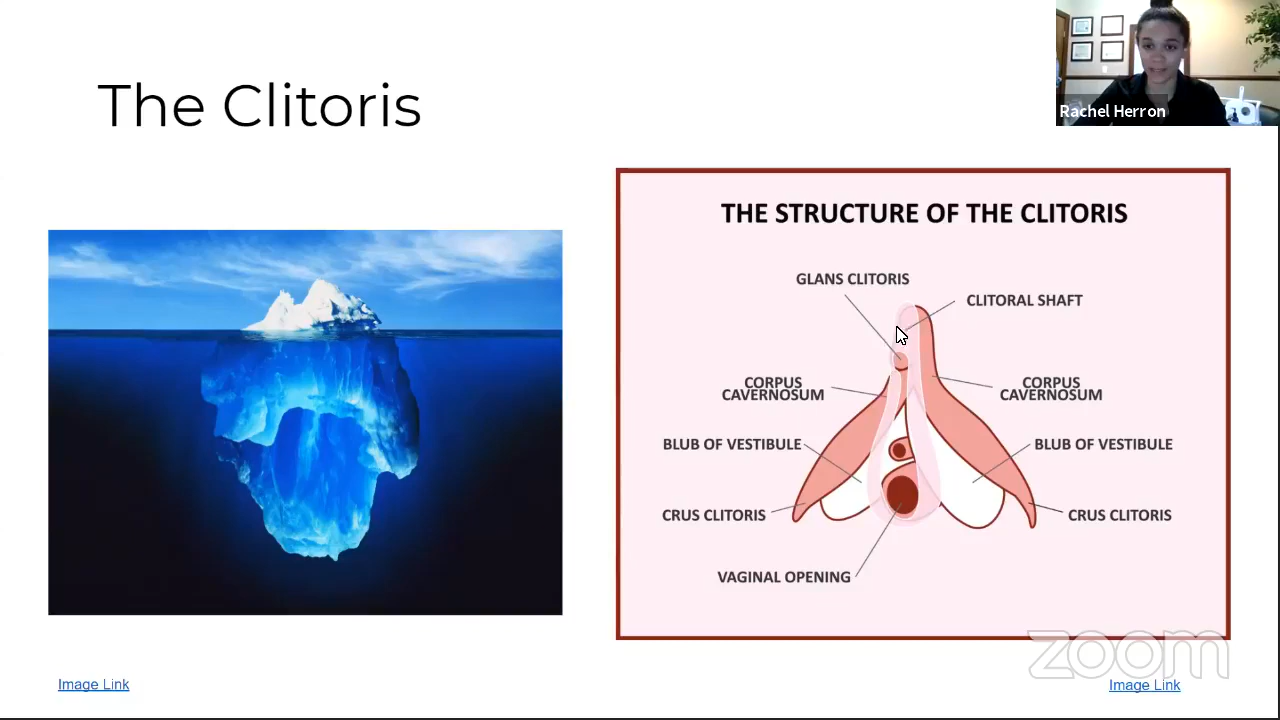 The Clitoris
Rachel Herron
THE STRUCTURE OF THE CLITORIS
GLANS CLITORIS
CLITORAL SHAFT
CORPUS
CAVERNOSUM
CORPUS
CAVERNOSUM
BLUB OF VESTIBULE
BLUB OF VESTIBULE
CRUS CLITORIS
CRUS CLITORIS
VAGINAL OPENING
zoom
Image Link
Image Link